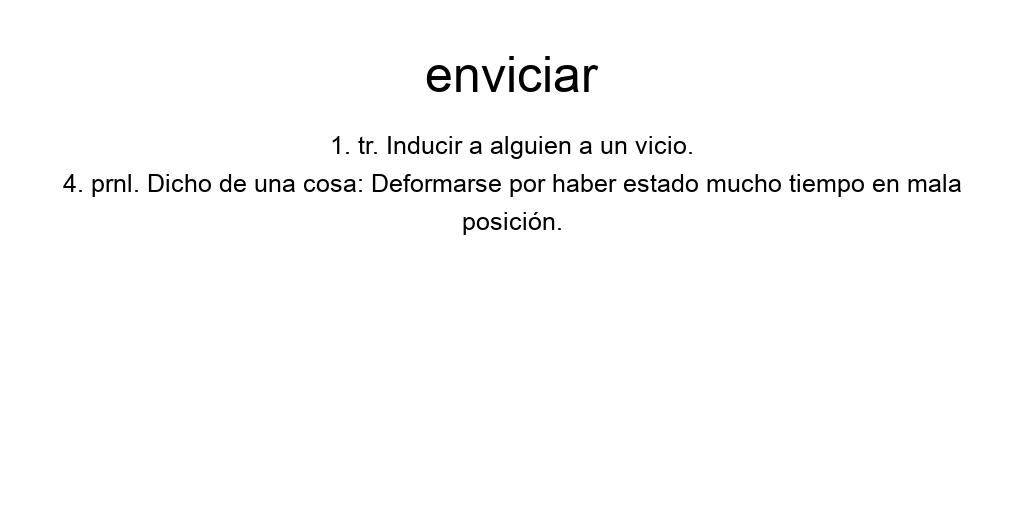 enviciar
1. tr. Inducir a alguien a un vicio.
4. prnl. Dicho de una cosa: Deformarse por haber estado mucho tiempo en mala
posición.